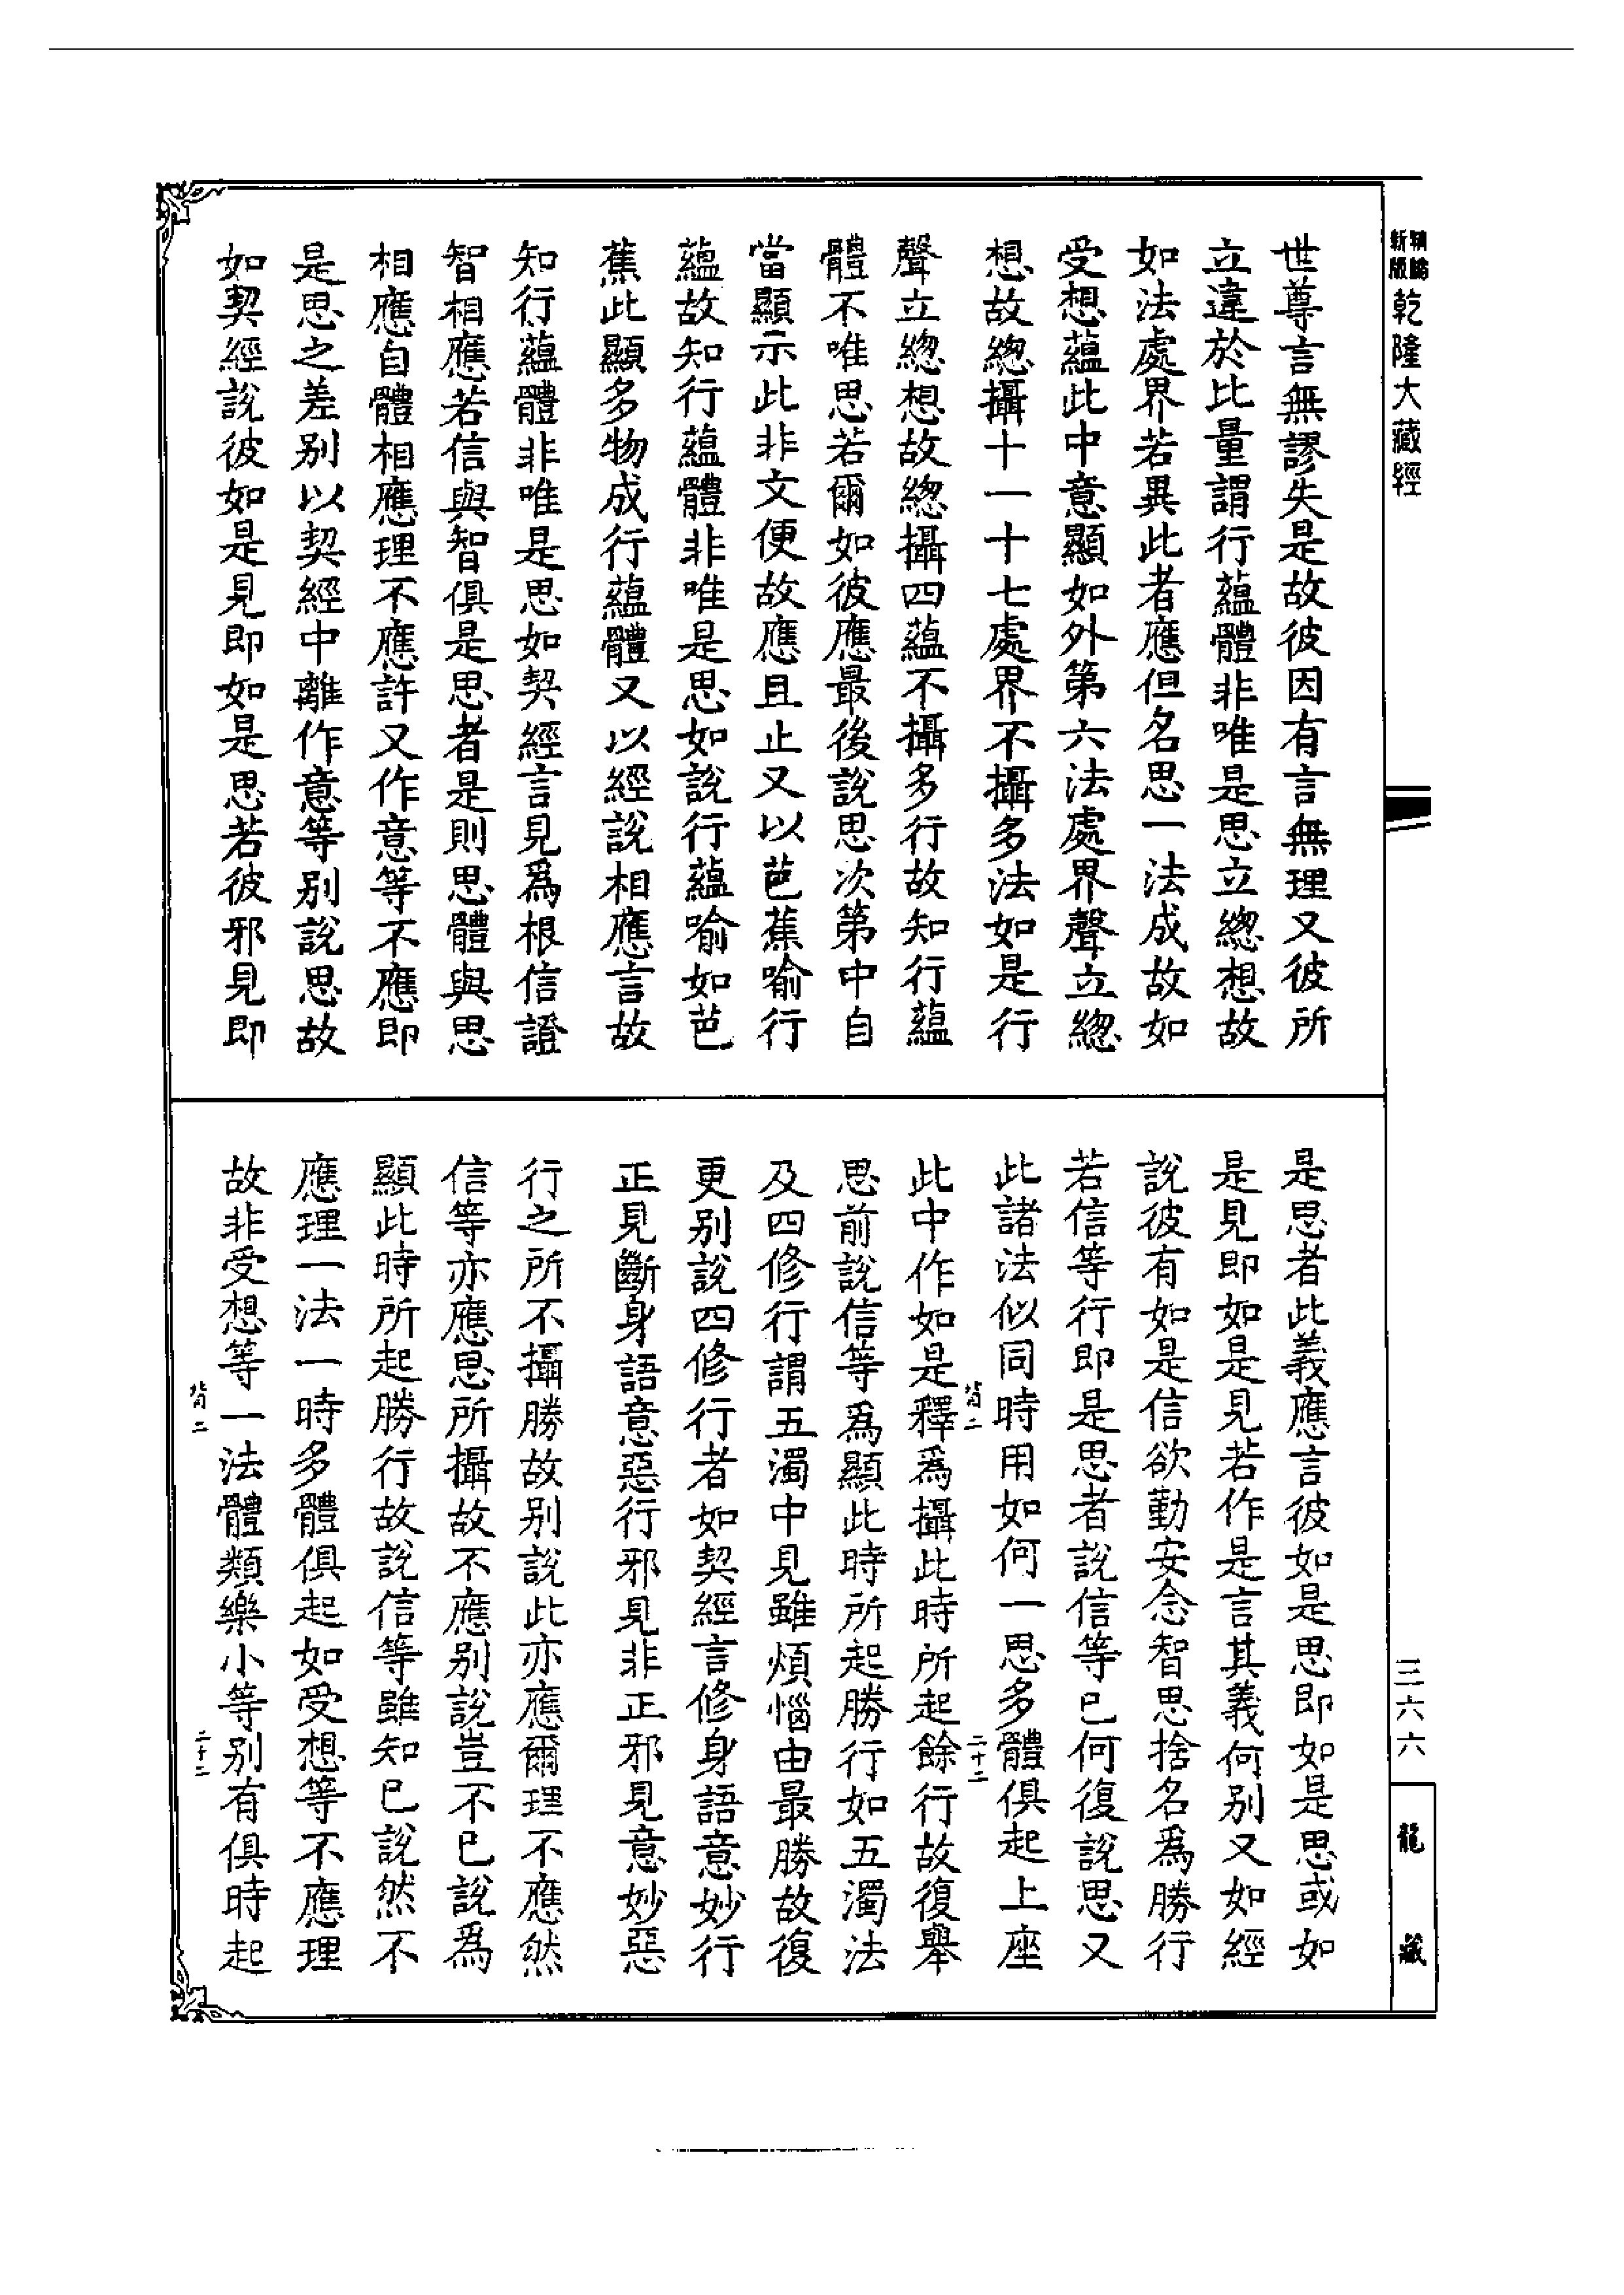 精縮
新版
乾隆大藏經
三六六
龍藏
世尊言無謬失是故彼因有言無理又彼所
立違於比量謂行蘊體非唯是思立緫想故
如法處界若異此者應但名思一法成故如
受想蘊此中意顯如外第六法處界聲立緫
想故緫攝十一十七處界不攝多法如是行
聲立緫想故緫攝四蘊不攝多行故知行蘊
體不唯思若爾如彼應最後說思次第中自
當顯示此非文便故應且止又以芭蕉喻行
蘊故知行蘊體非唯是思如說行蘊喻如芭
蕉此顯多物成行蘊體又以經說相應言故
知行蘊體非唯是思如契經言見爲根信證
智相應若信與智俱是思者是則思體與思
相應自體相應理不應許又作意等不應即
是思之差别以契經中離作意等别說思故
如契經說彼如是見即如是思若彼邪見即
是思者此義應言彼如是思即如是思或如
是見即如是見若作是言其義何别又如經
說彼有如是信欲勤安念智思捨名爲勝行
若信等行即是思者說信等已何復說思又
此諸法似同時用如何一思多體俱起上座
此中作如是釋爲攝此時所起餘行故復舉
思前說信等爲顯此時所起勝行如五濁法
及四修行謂五濁中見雖煩惱由最勝故復
更别說四修行者如契經言修身語意妙行
正見斷身語意惡行邪見非正邪見意妙惡
行之所不攝勝故别說此亦應爾理不應然
信等亦應思所攝故不應别說豈不已說爲
顯此時所起勝行故說信等雖知已說然不
應理一法一時多體俱起如受想等不應理
故非受想等一法體類樂小等别有俱時起
背二
二十二
背二
二十二